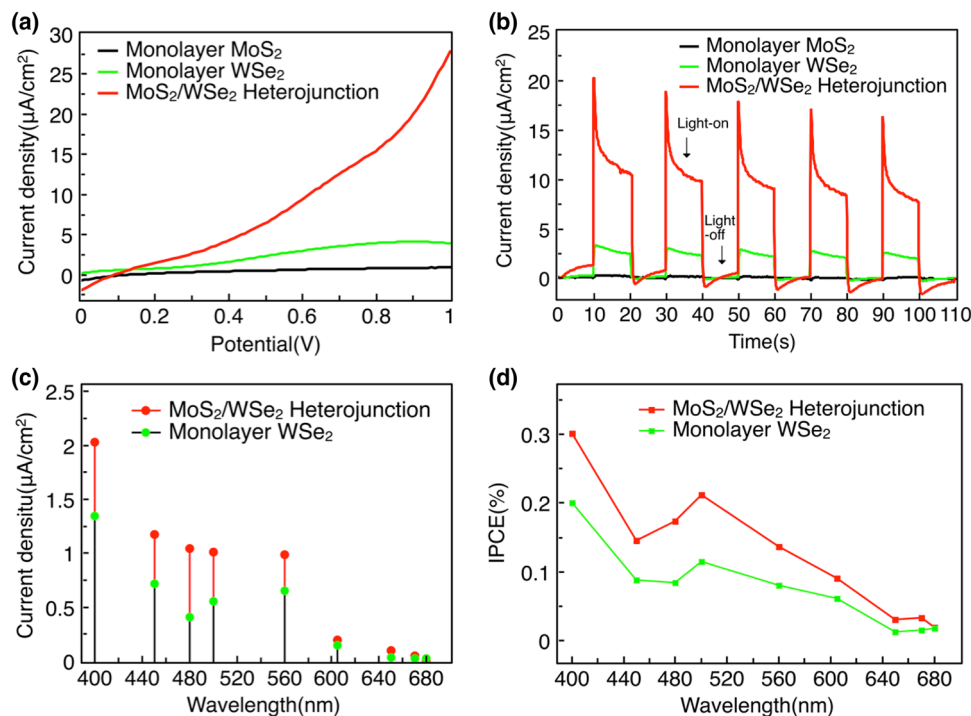 (a)
Monolayer MoS₂
Monolayer WSe₂
MoS₂/WSe₂ Heterojunction
Current density(μA/cm²)
30
25
20
15
10
5
0
0
0.2
0.4
0.6
0.8
1
Potential(V)
(b)
Monolayer MoS₂
Monolayer WSe₂
MoS₂/WSe₂ Heterojunction
Light-on
Light
-off
Current density(μA/cm²)
25
20
15
10
5
0
0
10
20
30
40
50
60
70
80
90
100
110
Time(s)
(c)
MoS₂/WSe₂ Heterojunction
Monolayer WSe₂
Current densitu(μA/cm²)
2.5
2
1.5
1
0.5
0
400
440
480
520
560
600
640
680
Wavelength(nm)
(d)
MoS₂/WSe₂ Heterojunction
Monolayer WSe₂
IPCE(%)
0.3
0.2
0.1
0
400
440
480
520
560
600
640
680
Wavelength(nm)